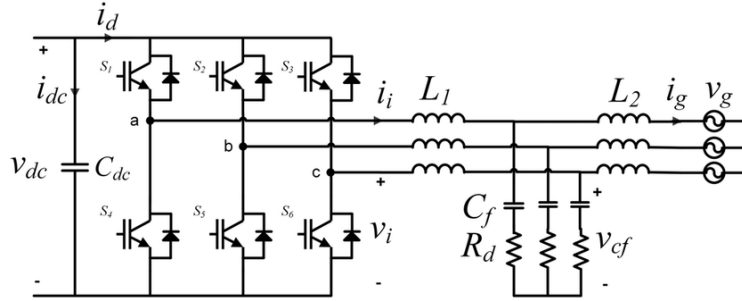 i_d
+
S_1
S_2
S_3
i_dc
i_i
L_1
L_2
i_g
v_g
a
b
v_dc
C_dc
c
+
+
S_4
S_5
S_6
v_i
C_f
R_d
v_cf
-
-
-